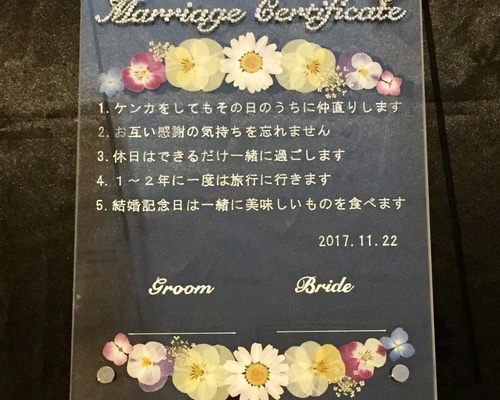 Marriage Certificate
1. ケンカをしてもその日のうちに仲直りします
2. お互い感謝の気持ちを忘れません
3. 休日はできるだけ一緒に過ごします
4. １～２年に一度は旅行に行きます
5. 結婚記念日は一緒に美味しいものを食べます
2017.11.22
Groom Bride